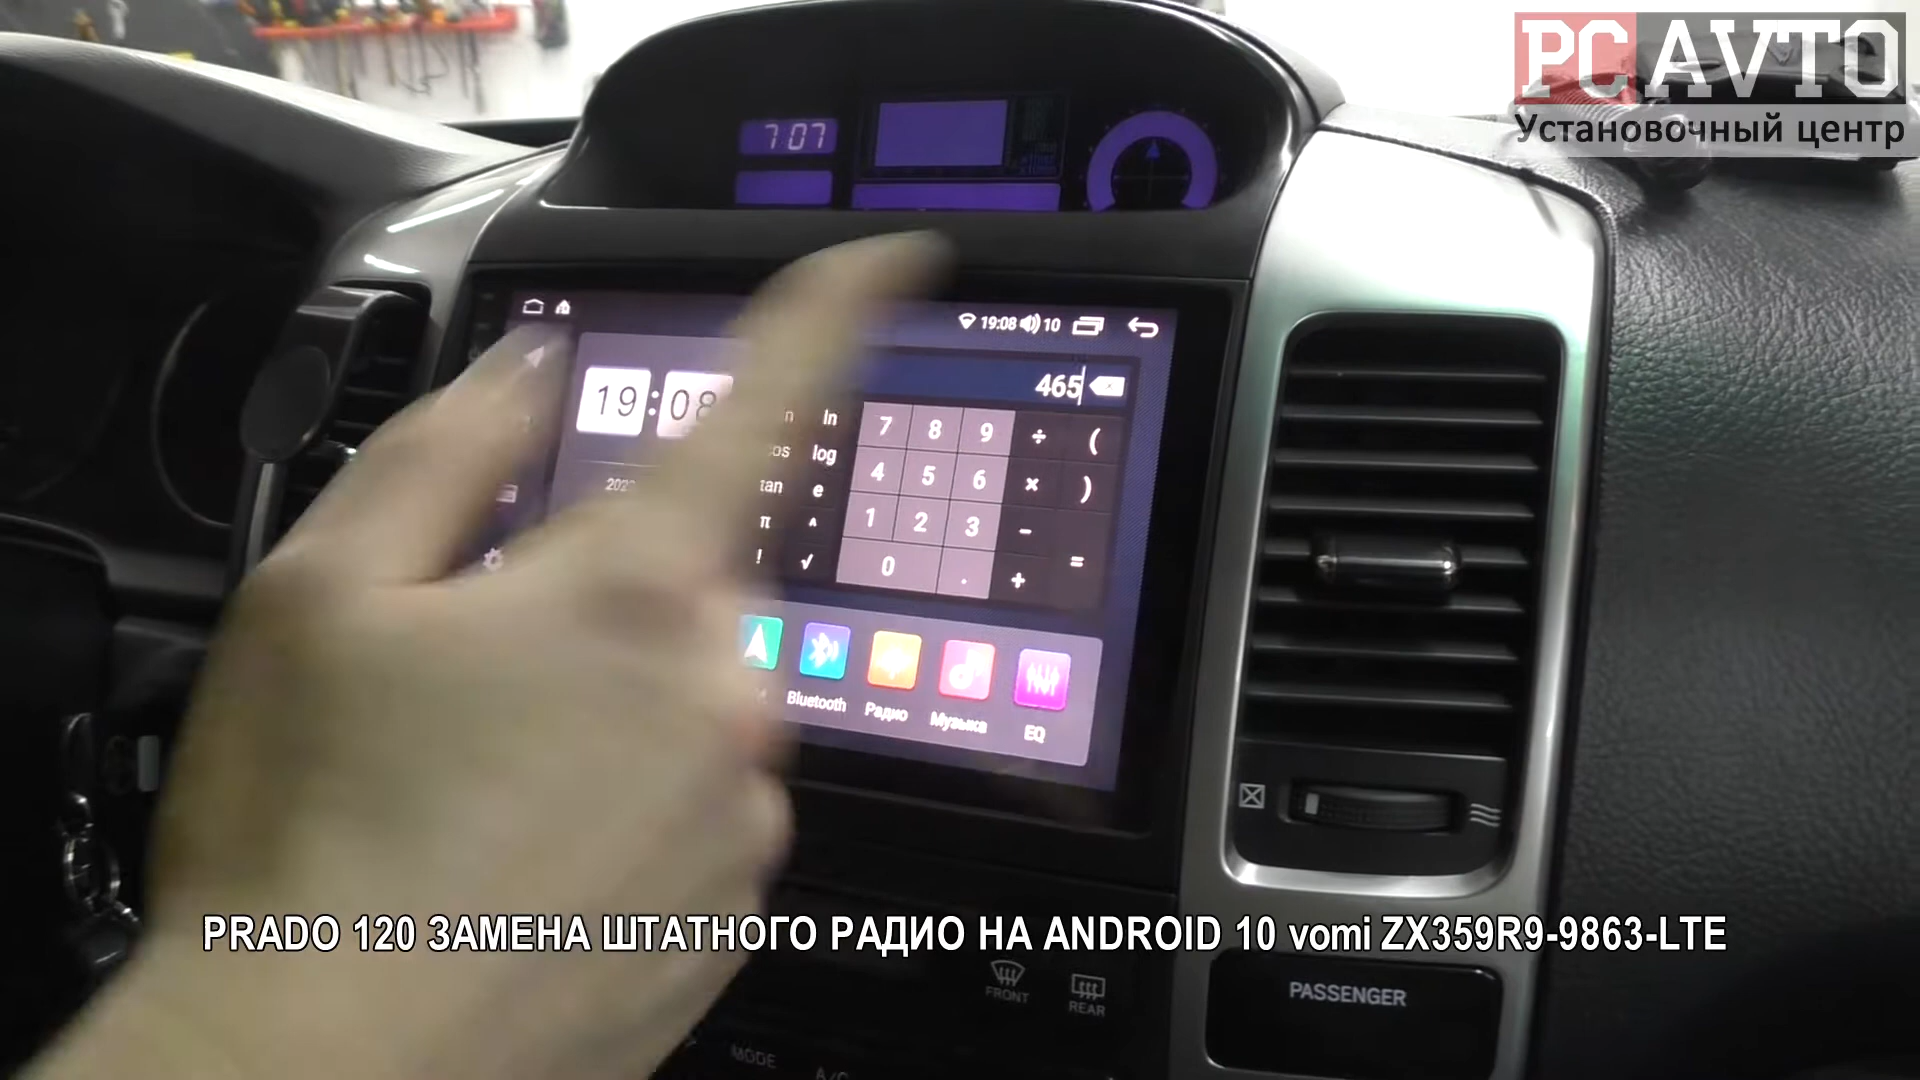 PC AVTO
Установочный центр
7:07
19:08 10
465
19:08
ln
7 8 9 ÷ (
log
4 5 6 × )
tan e
1 2 3 −
π ^
=
! √
0 . +
Bluetooth
Радио
Музыка
EQ
PRADO 120 ЗАМЕНА ШТАТНОГО РАДИО НА ANDROID 10 vomi ZX359R9-9863-LTE
FRONT
REAR
PASSENGER
MODE
A/C